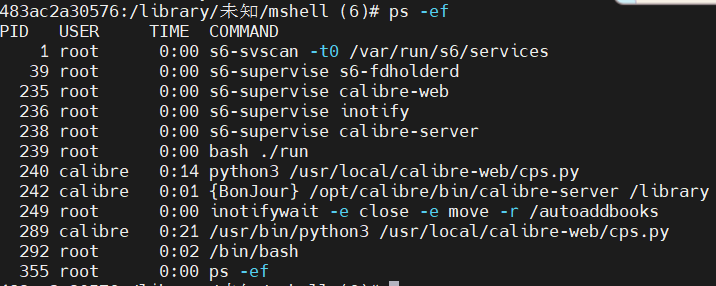 483ac2a30576:/library/未知/mshell (6)# ps -ef
PID USER TIME COMMAND
1 root 0:00 s6-svscan -t0 /var/run/s6/services
39 root 0:00 s6-supervise s6-fdholderd
235 root 0:00 s6-supervise calibre-web
236 root 0:00 s6-supervise inotify
238 root 0:00 s6-supervise calibre-server
239 root 0:00 bash ./run
240 calibre 0:14 python3 /usr/local/calibre-web/cps.py
242 calibre 0:01 {BonJour} /opt/calibre/bin/calibre-server /library
249 root 0:00 inotifywait -e close -e move -r /autoaddbooks
289 calibre 0:21 /usr/bin/python3 /usr/local/calibre-web/cps.py
292 root 0:02 /bin/bash
355 root 0:00 ps -ef